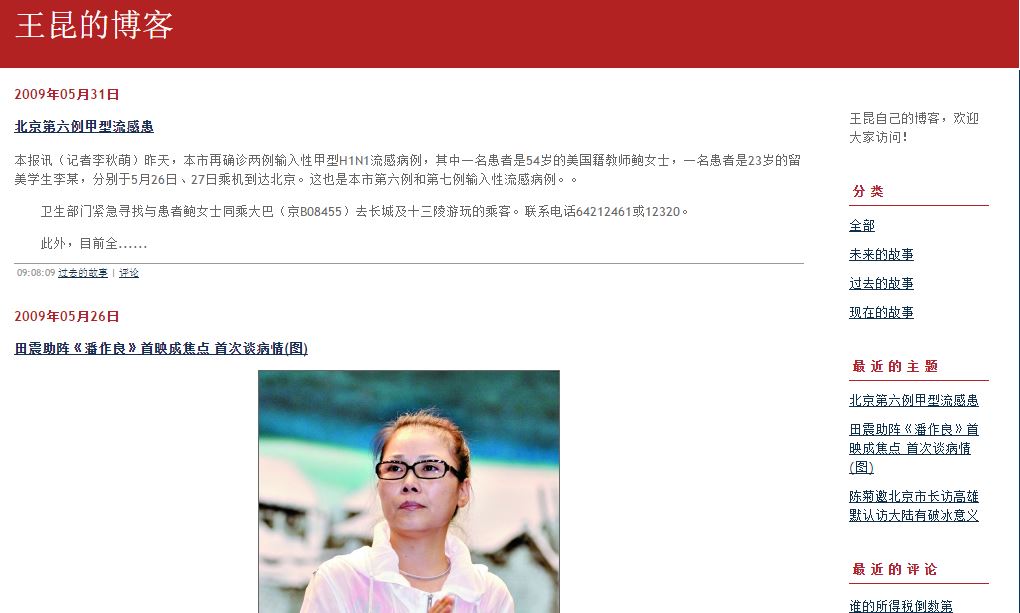 王昆的博客
2009年05月31日
北京第六例甲型流感患
本报讯（记者李秋萌）昨天，本市再确诊两例输入性甲型H1N1流感病例，其中一名患者是54岁的美国籍教师鲍女士，一名患者是23岁的留
美学生李某，分别于5月26日、27日乘机到达北京。这也是本市第六例和第七例输入性流感病例。。
卫生部门紧急寻找与患者鲍女士同乘大巴（京B08455）去长城及十三陵游玩的乘客。联系电话64212461或12320。
此外，目前全……
09:08:09 过去的故事 | 评论
2009年05月26日
田震助阵《潘作良》首映成焦点 首次谈病情(图)
王昆自己的博客，欢迎
大家访问！
分类
全部
未来的故事
过去的故事
现在的故事
最近的主题
北京第六例甲型流感患
田震助阵《潘作良》首
映成焦点 首次谈病情
(图)
陈菊邀北京市长访高雄
默认访大陆有破冰意义
最近的评论
谁的所得税倒数第